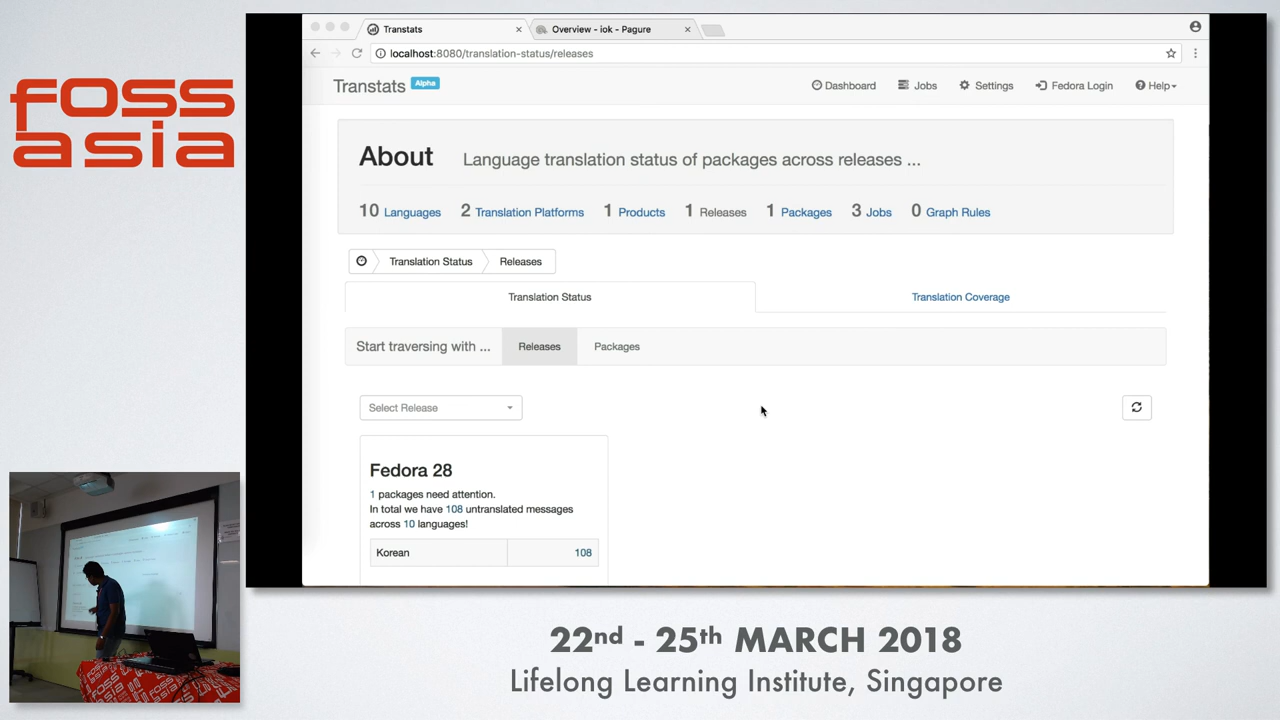 foss
asia
Transtats
Overview - iok - Pagure
localhost:8080/translation-status/releases
Transtats Alpha
Dashboard Jobs Settings Fedora Login Help
About Language translation status of packages across releases ...
10 Languages 2 Translation Platforms 1 Products 1 Releases 1 Packages 3 Jobs 0 Graph Rules
Translation Status Releases
Translation Status Translation Coverage
Start traversing with ... Releases Packages
Select Release
Fedora 28
1 packages need attention.
In total we have 108 untranslated messages
across 10 languages!
Korean 108
FOSS
ASIA
22nd - 25th MARCH 2018
Lifelong Learning Institute, Singapore